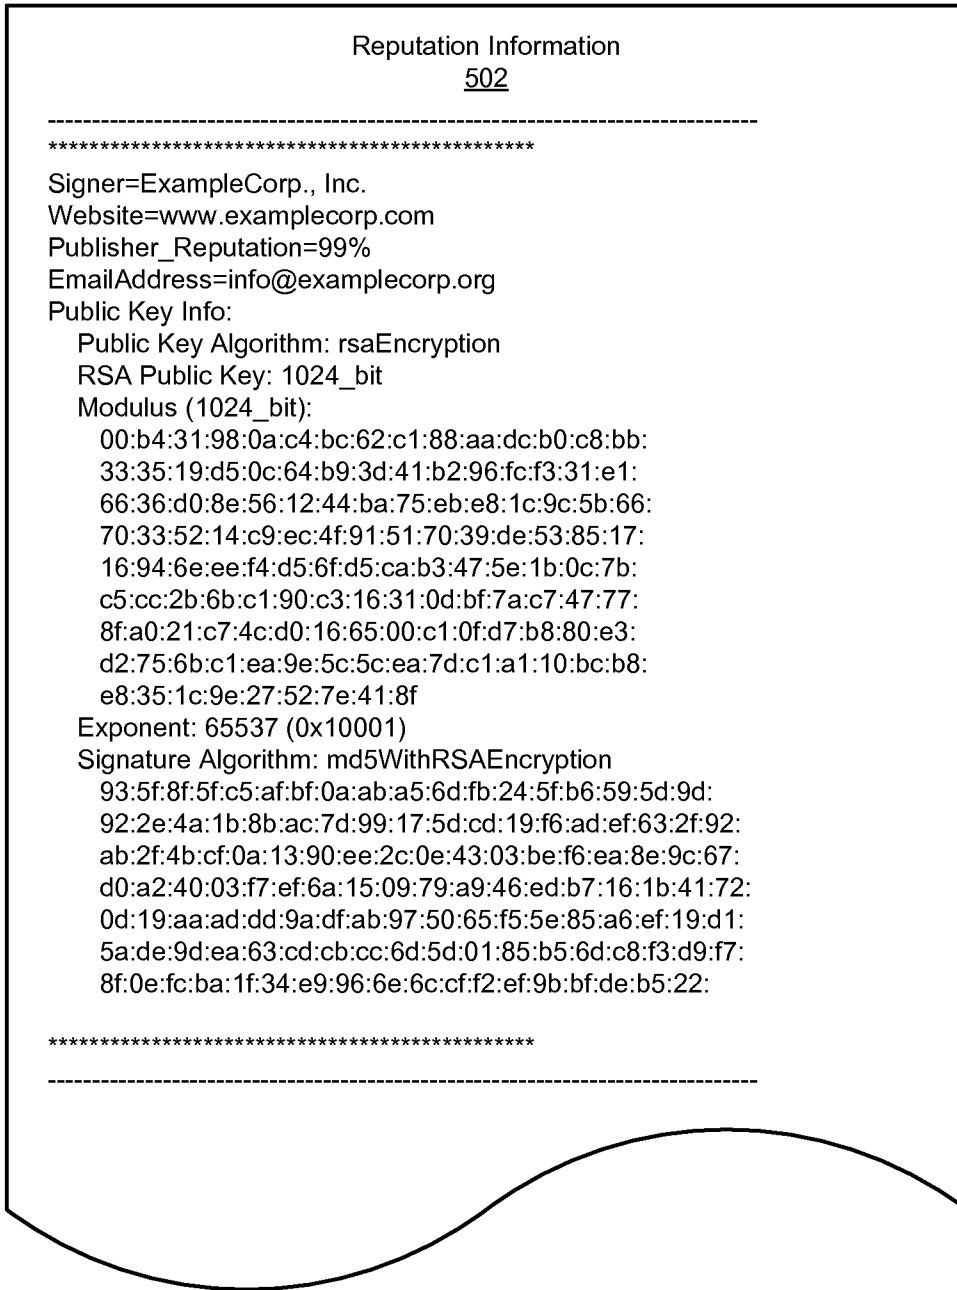 Reputation Information
502
--------------------------------------------------------------------------------
***********************************************
Signer=ExampleCorp., Inc.
Website=www.examplecorp.com
Publisher_Reputation=99%
EmailAddress=info@examplecorp.org
Public Key Info:
Public Key Algorithm: rsaEncryption
RSA Public Key: 1024_bit
Modulus (1024_bit):
00:b4:31:98:0a:c4:bc:62:c1:88:aa:dc:b0:c8:bb:
33:35:19:d5:0c:64:b9:3d:41:b2:96:fc:f3:31:e1:
66:36:d0:8e:56:12:44:ba:75:eb:e8:1c:9c:5b:66:
70:33:52:14:c9:ec:4f:91:51:70:39:de:53:85:17:
16:94:6e:ee:f4:d5:6f:d5:ca:b3:47:5e:1b:0c:7b:
c5:cc:2b:6b:c1:90:c3:16:31:0d:bf:7a:c7:47:77:
8f:a0:21:c7:4c:d0:16:65:00:c1:0f:d7:b8:80:e3:
d2:75:6b:c1:ea:9e:5c:5c:ea:7d:c1:a1:10:bc:b8:
e8:35:1c:9e:27:52:7e:41:8f
Exponent: 65537 (0x10001)
Signature Algorithm: md5WithRSAEncryption
93:5f:8f:5f:c5:af:bf:0a:ab:a5:6d:fb:24:5f:b6:59:5d:9d:
92:2e:4a:1b:8b:ac:7d:99:17:5d:cd:19:f6:ad:ef:63:2f:92:
ab:2f:4b:cf:0a:13:90:ee:2c:0e:43:03:be:f6:ea:8e:9c:67:
d0:a2:40:03:f7:ef:6a:15:09:79:a9:46:ed:b7:16:1b:41:72:
0d:19:aa:ad:dd:9a:df:ab:97:50:65:f5:5e:85:a6:ef:19:d1:
5a:de:9d:ea:63:cd:cb:cc:6d:5d:01:85:b5:6d:c8:f3:d9:f7:
8f:0e:fc:ba:1f:34:e9:96:6e:6c:cf:f2:ef:9b:bf:de:b5:22:
***********************************************
--------------------------------------------------------------------------------